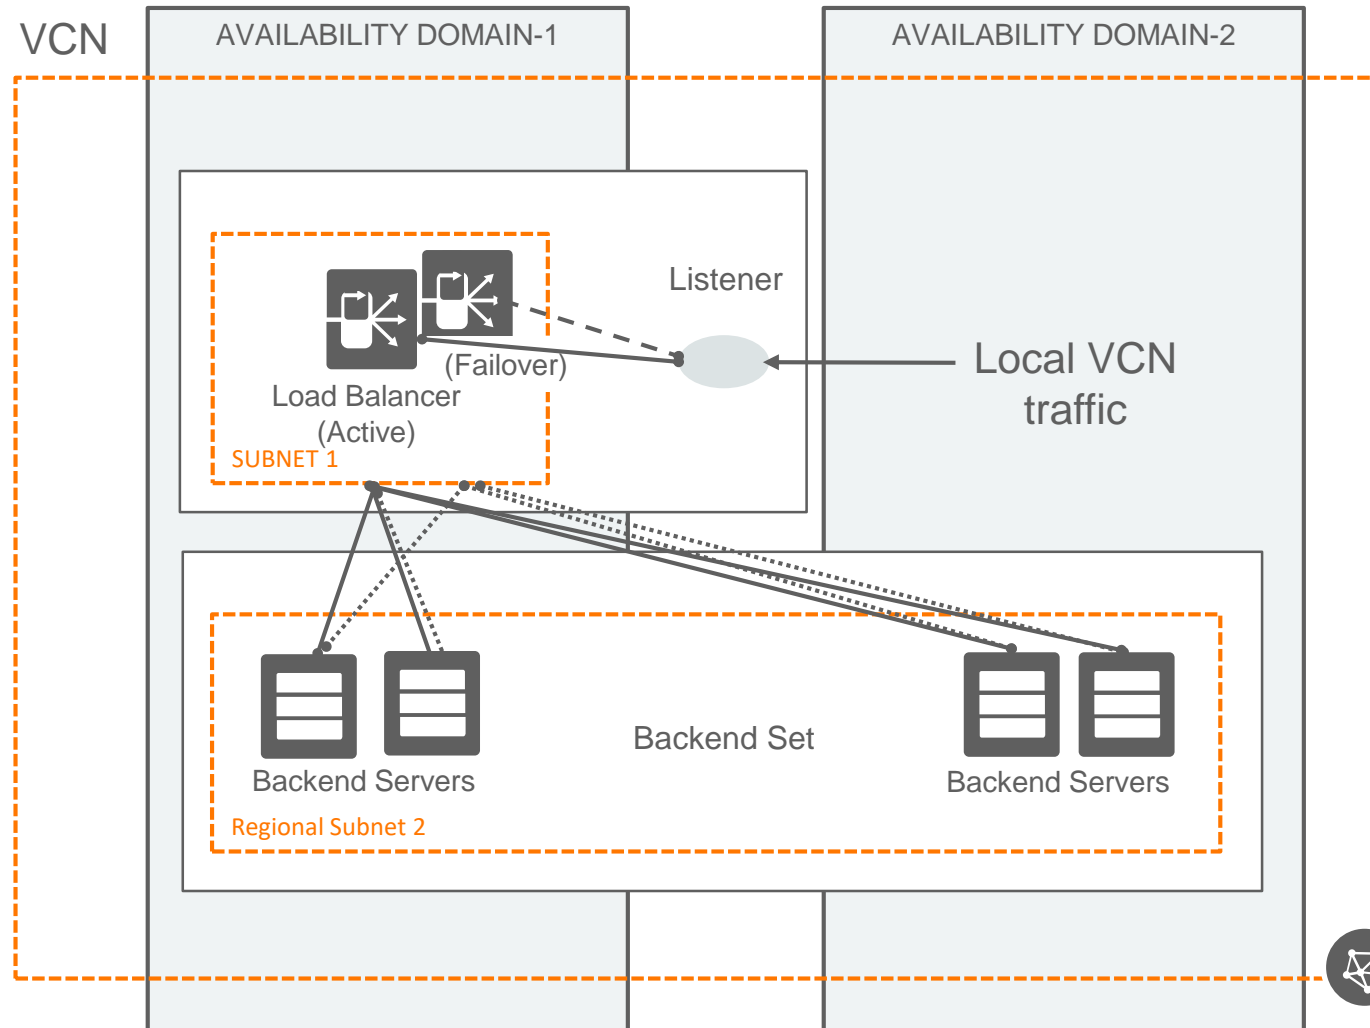 VCN
AVAILABILITY DOMAIN-1
AVAILABILITY DOMAIN-2
Listener
(Failover)
Load Balancer
(Active)
SUBNET 1
Local VCN
traffic
Backend Set
Backend Servers
Backend Servers
Regional Subnet 2